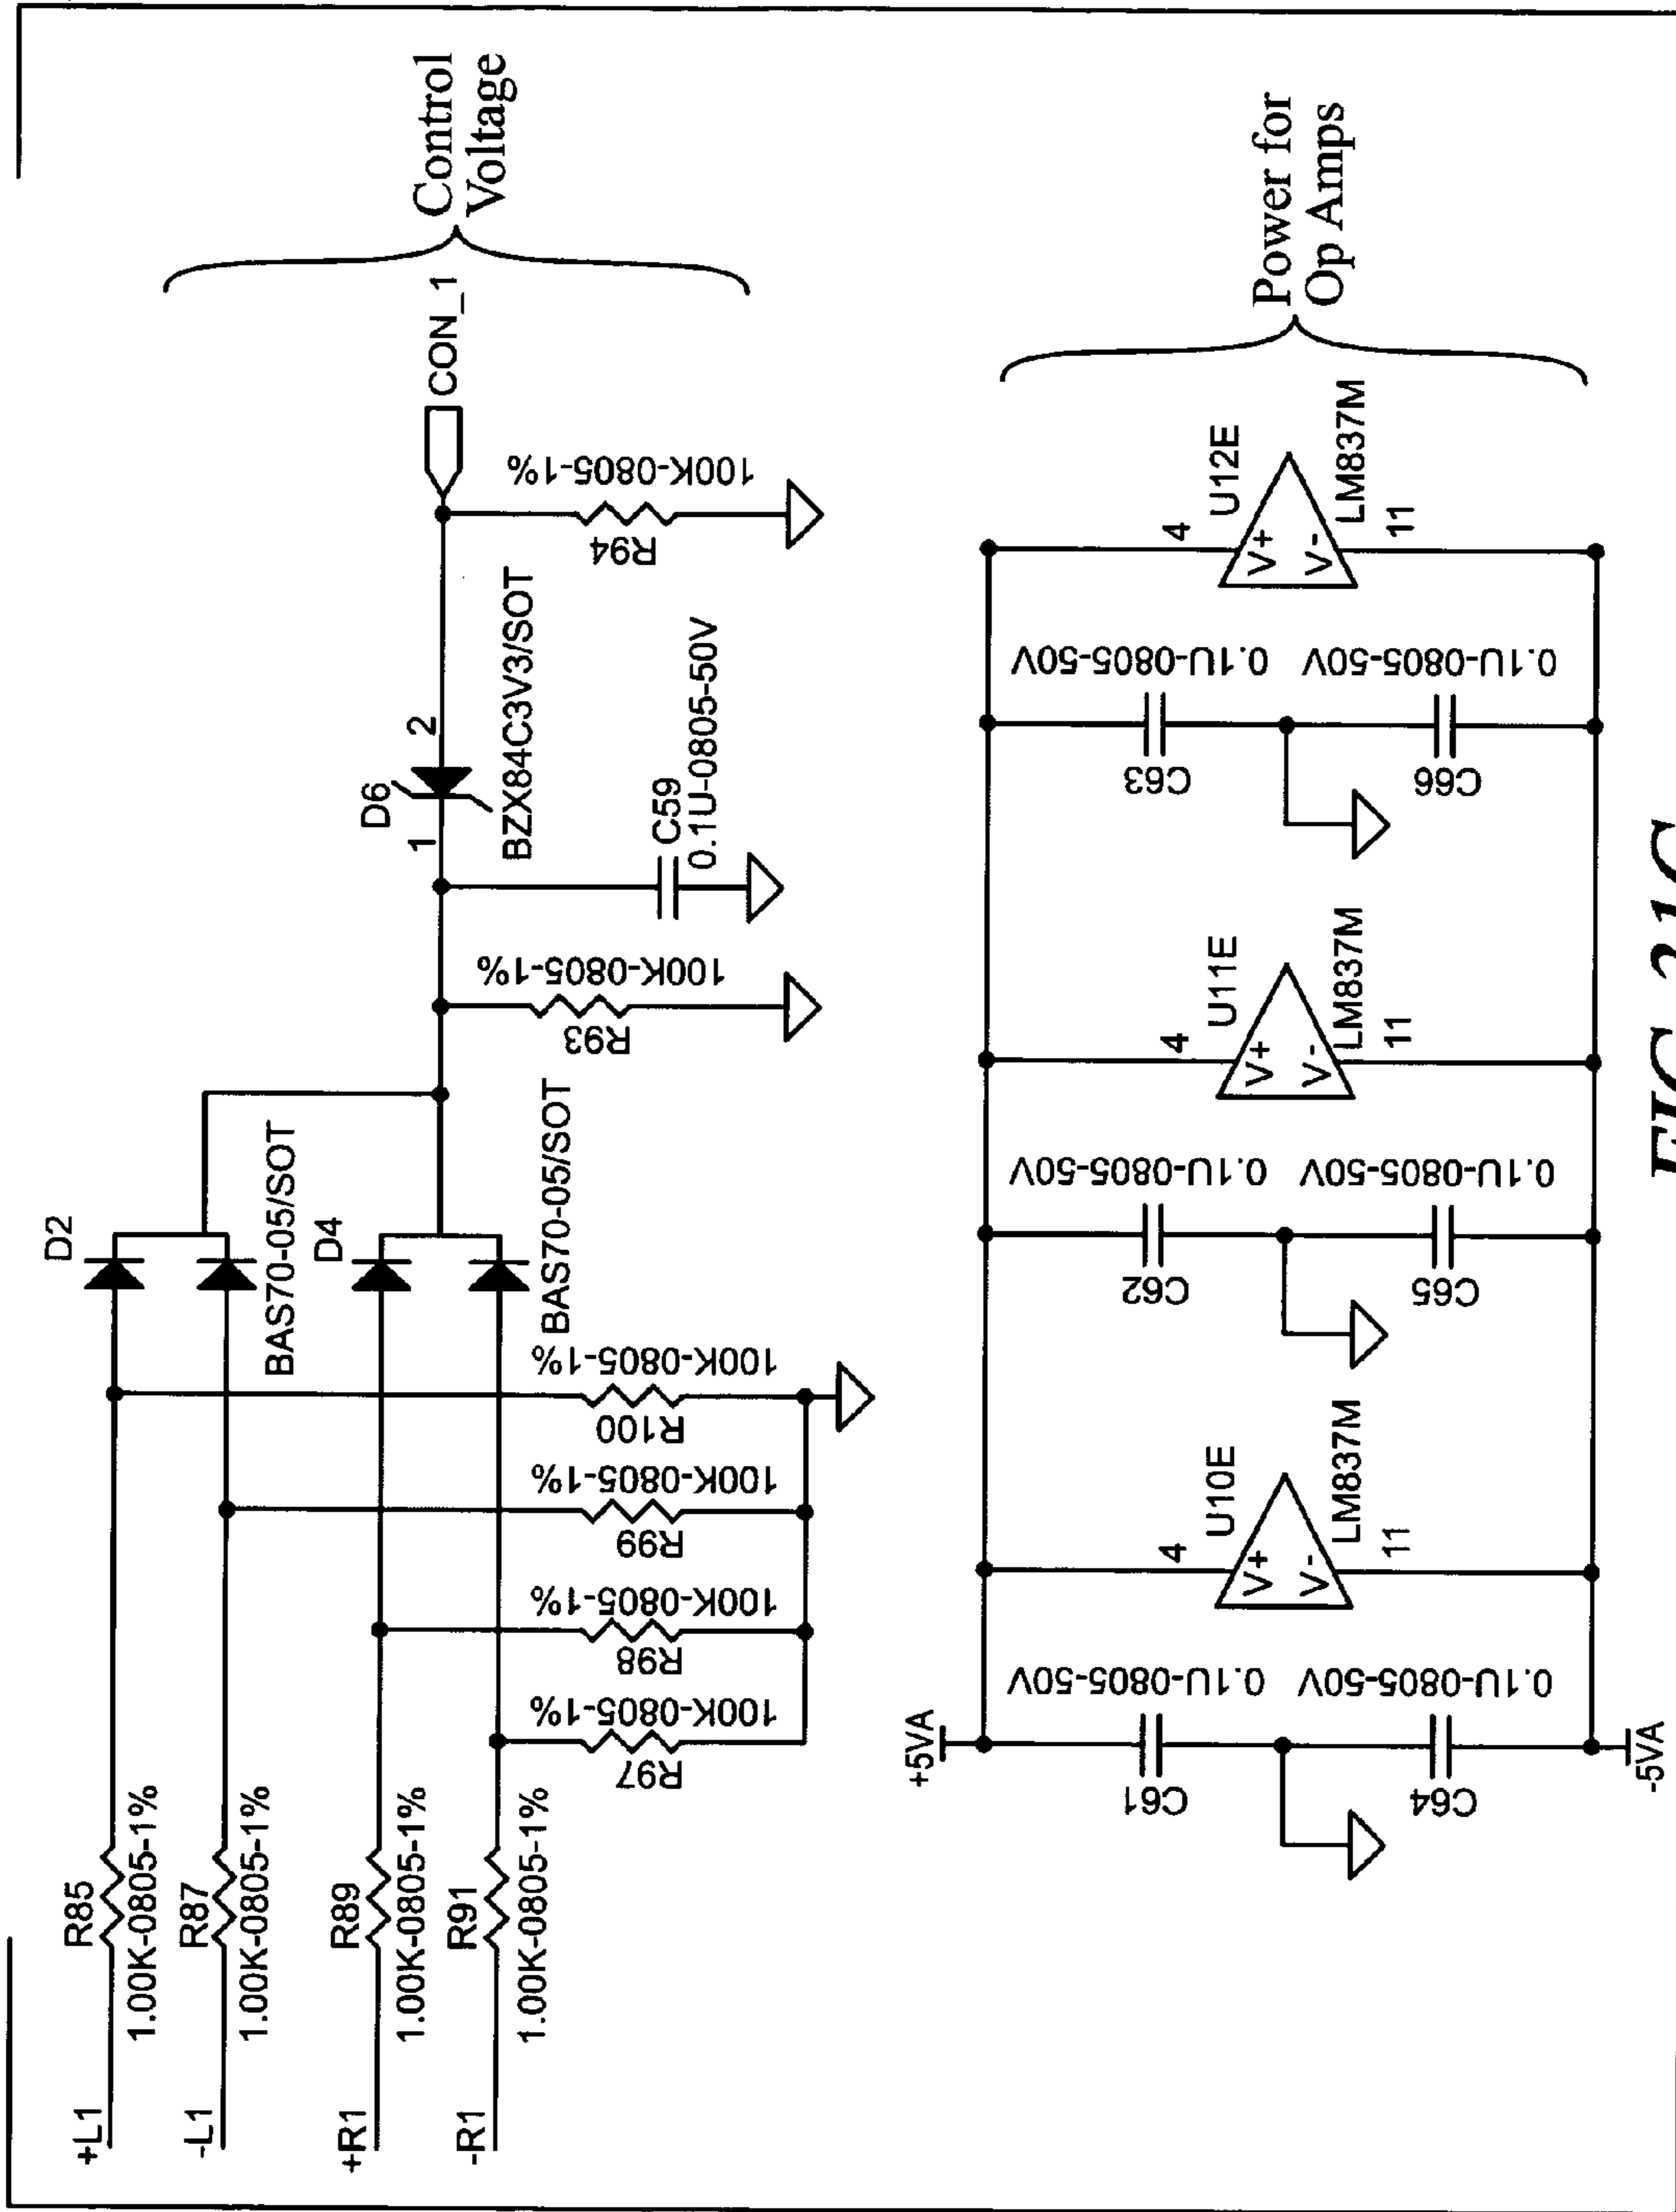 +L1
R85
1.00K-0805-1%
-L1
R87
1.00K-0805-1%
+R1
R89
1.00K-0805-1%
-R1
R91
1.00K-0805-1%
R97
100K-0805-1%
R98
100K-0805-1%
R99
100K-0805-1%
R100
100K-0805-1%
D2
BAS70-05/SOT
D4
BAS70-05/SOT
R93
100K-0805-1%
C59
0.1U-0805-50V
D6
1
2
BZX84C3V3/SOT
R94
100K-0805-1%
CON_1
Control
Voltage
+5VA
-5VA
C61
0.1U-0805-50V
C64
0.1U-0805-50V
U10E
4
V+
V-
11
LM837M
C62
0.1U-0805-50V
C65
0.1U-0805-50V
U11E
4
V+
V-
11
LM837M
C63
0.1U-0805-50V
C66
0.1U-0805-50V
U12E
4
V+
V-
11
LM837M
Power for
Op Amps